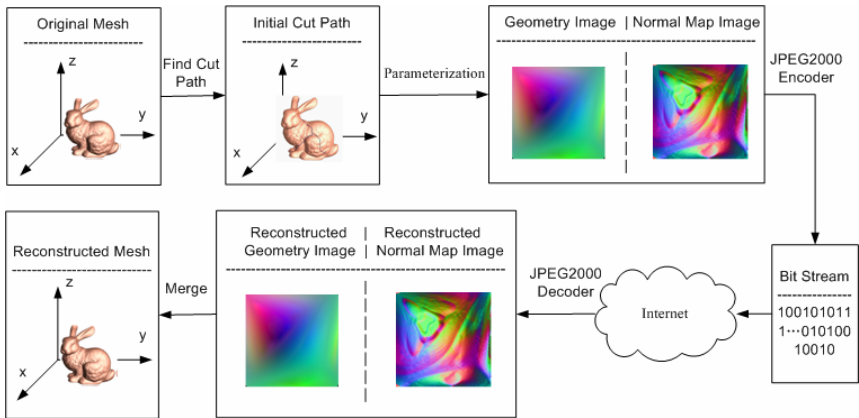 Original Mesh
z
y
x
Find Cut
Path
Initial Cut Path
z
y
x
Parameterization
Geometry Image | Normal Map Image
JPEG2000
Encoder
Reconstructed Mesh
z
y
x
Merge
Reconstructed | Reconstructed
Geometry Image | Normal Map Image
JPEG2000
Decoder
Internet
Bit Stream
100101011
1···010100
10010